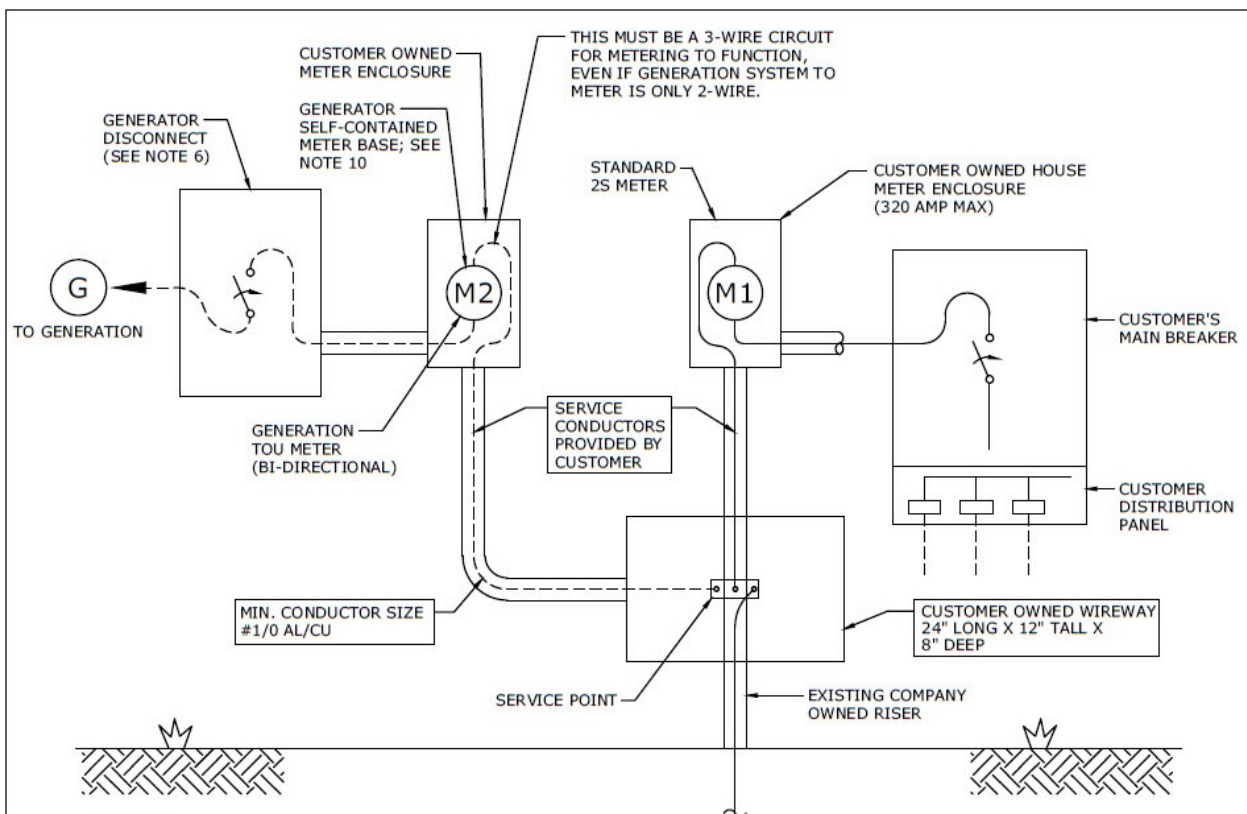 THIS MUST BE A 3-WIRE CIRCUIT
FOR METERING TO FUNCTION,
EVEN IF GENERATION SYSTEM TO
METER IS ONLY 2-WIRE.
CUSTOMER OWNED
METER ENCLOSURE
GENERATOR
SELF-CONTAINED
METER BASE; SEE
NOTE 10
GENERATOR
DISCONNECT
(SEE NOTE 6)
STANDARD
2S METER
CUSTOMER OWNED HOUSE
METER ENCLOSURE
(320 AMP MAX)
G
TO GENERATION
M2
M1
CUSTOMER'S
MAIN BREAKER
GENERATION
TOU METER
(BI-DIRECTIONAL)
SERVICE
CONDUCTORS
PROVIDED BY
CUSTOMER
CUSTOMER
DISTRIBUTION
PANEL
MIN. CONDUCTOR SIZE
#1/0 AL/CU
CUSTOMER OWNED WIREWAY
24" LONG X 12" TALL X
8" DEEP
SERVICE POINT
EXISTING COMPANY
OWNED RISER